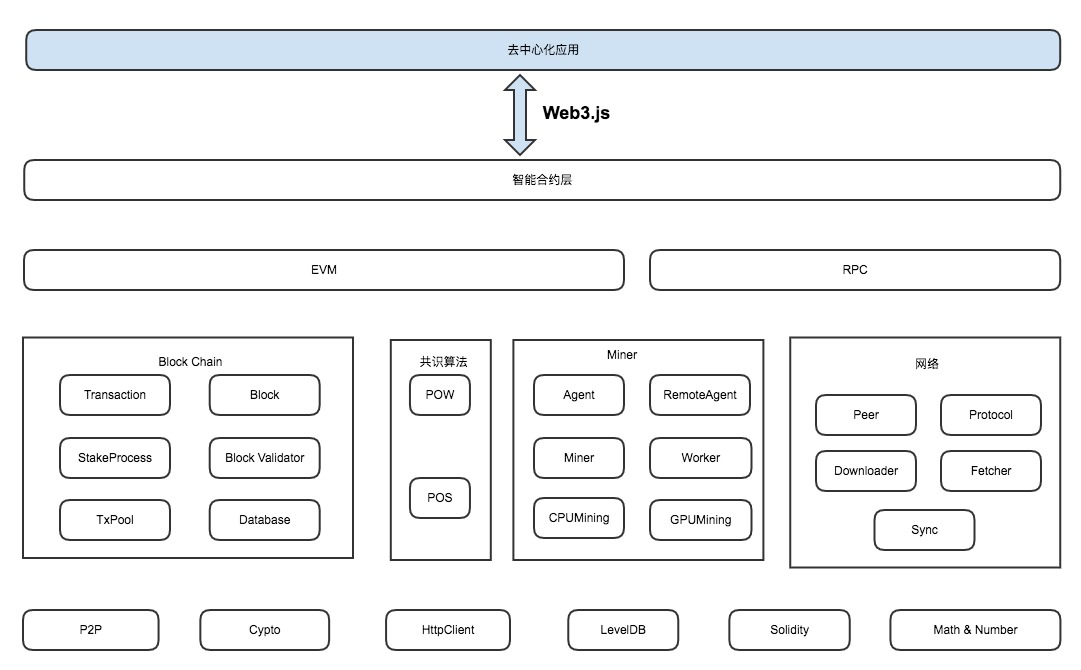 去中心化应用
Web3.js
智能合约层
EVM
RPC
Block Chain
Transaction
Block
StakeProcess
Block Validator
TxPool
Database
共识算法
POW
POS
Miner
Agent
RemoteAgent
Miner
Worker
CPUMining
GPUMining
网络
Peer
Protocol
Downloader
Fetcher
Sync
P2P
Cypto
HttpClient
LevelDB
Solidity
Math & Number